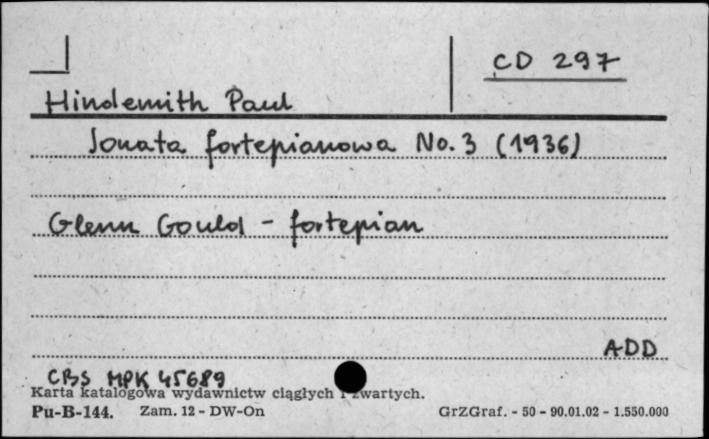 CD 297
Hindemith Paul
Sonata fortepianowa No. 3 (1936)
Glenn Gould - fortepian
ADD
CBS MPK 45689
Karta katalogowa wydawnictw ciągłych i zwartych.
Pu-B-144. Zam. 12 - DW-On GrZGraf. - 50 - 90.01.02 - 1.550.000